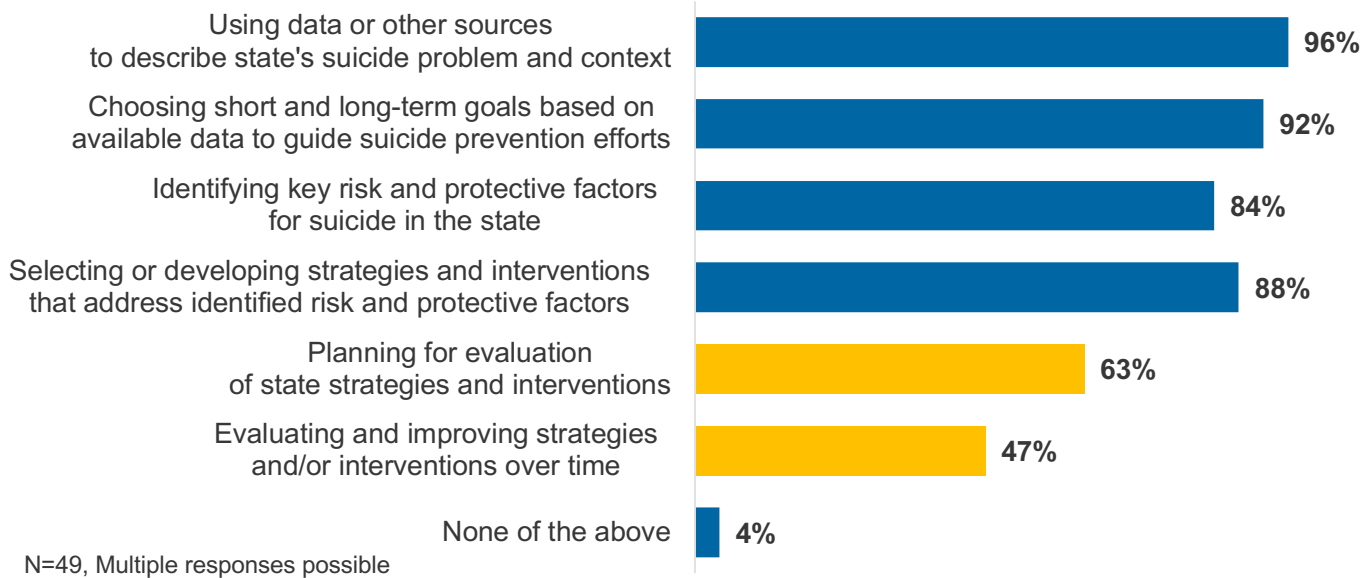 Using data or other sources
to describe state's suicide problem and context
96%
Choosing short and long-term goals based on
available data to guide suicide prevention efforts
92%
Identifying key risk and protective factors
for suicide in the state
84%
Selecting or developing strategies and interventions
that address identified risk and protective factors
88%
Planning for evaluation
of state strategies and interventions
63%
Evaluating and improving strategies
and/or interventions over time
47%
None of the above
4%
N=49, Multiple responses possible